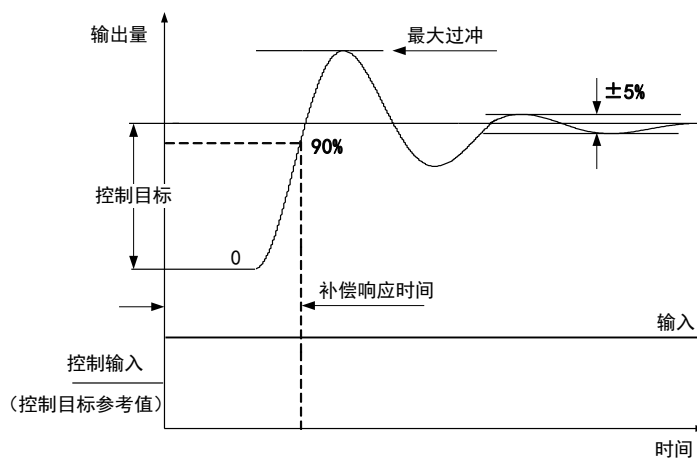 输出量
最大过冲
±5%
90%
控制目标
0
补偿响应时间
输入
控制输入
（控制目标参考值）
时间